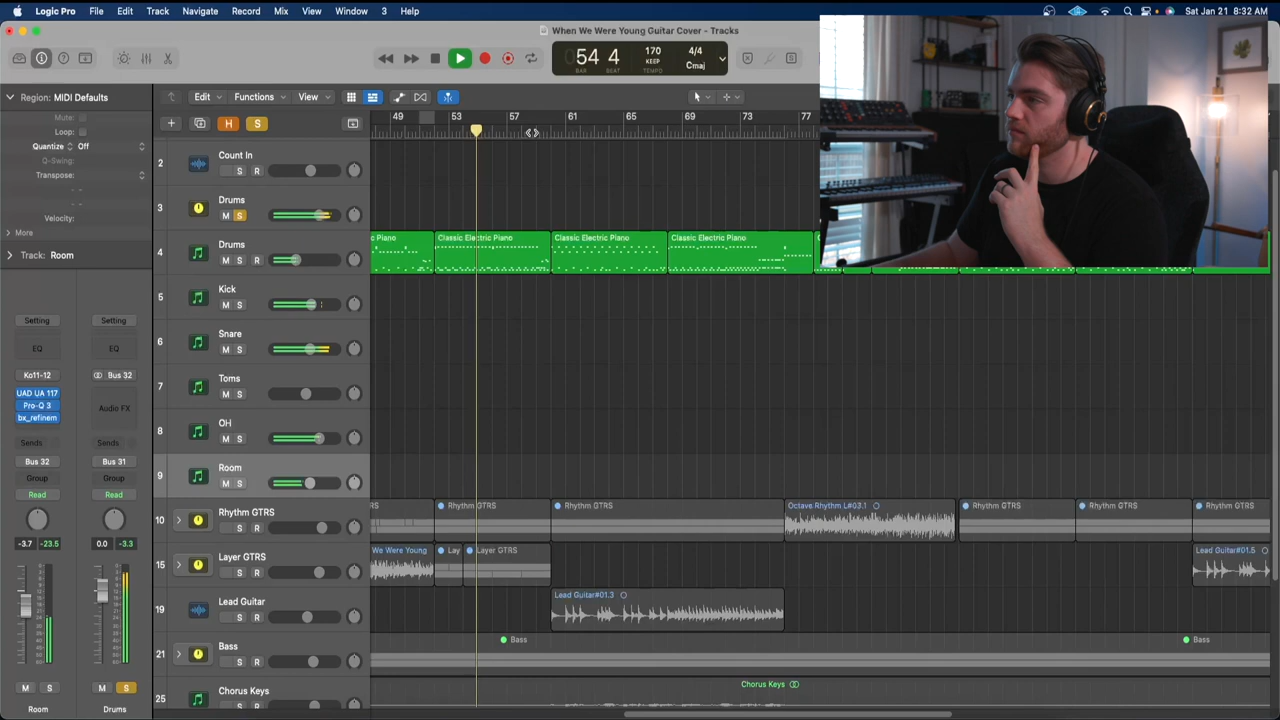 Logic Pro File Edit Track Navigate Record Mix View Window 3 Help Sat Jan 21 8:32 AM
When We Were Young Guitar Cover - Tracks
54 4 170 4/4
KEEP
BAR BEAT TEMPO Cmaj
Region: MIDI Defaults Edit Functions View
Mute:
Loop:
Quantize Off
Q-Swing:
Transpose:
Velocity:
More
Track: Room
H S
49 53 57 61 65 69 73 77
2 Count In
S R
3 Drums
M S
4 Drums
M S
c Piano Classic Electric Piano Classic Electric Piano Classic Electric Piano
5 Kick
M S
6 Snare
M S
7 Toms
M S
8 OH
M S
9 Room
M S
10 Rhythm GTRS
S R
RS Rhythm GTRS Rhythm GTRS Octave Rhythm L#03.1 Rhythm GTRS Rhythm GTRS Rhythm GTRS
15 Layer GTRS
S R
We Were Young Lay Layer GTRS Lead Guitar#01.5
19 Lead Guitar
S R
Lead Guitar#01.3
21 Bass
S R
Bass Bass
25 Chorus Keys
M S
Chorus Keys
Setting Setting
EQ EQ
Ko11-12 Bus 32
UAD UA 117
Pro-Q 3 Audio FX
bx_refinem
Sends Sends
Bus 32 Bus 31
Group Group
Read Read
-3.7 -23.5 0.0 -3.3
M S M S
Room Drums